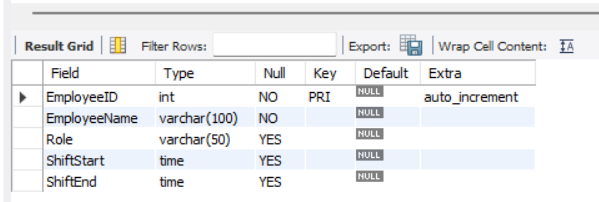 Result Grid Filter Rows: Export: Wrap Cell Content: IA
Field Type Null Key Default Extra
EmployeeID int NO PRI NULL auto_increment
EmployeeName varchar(100) NO NULL
Role varchar(50) YES NULL
ShiftStart time YES NULL
ShiftEnd time YES NULL